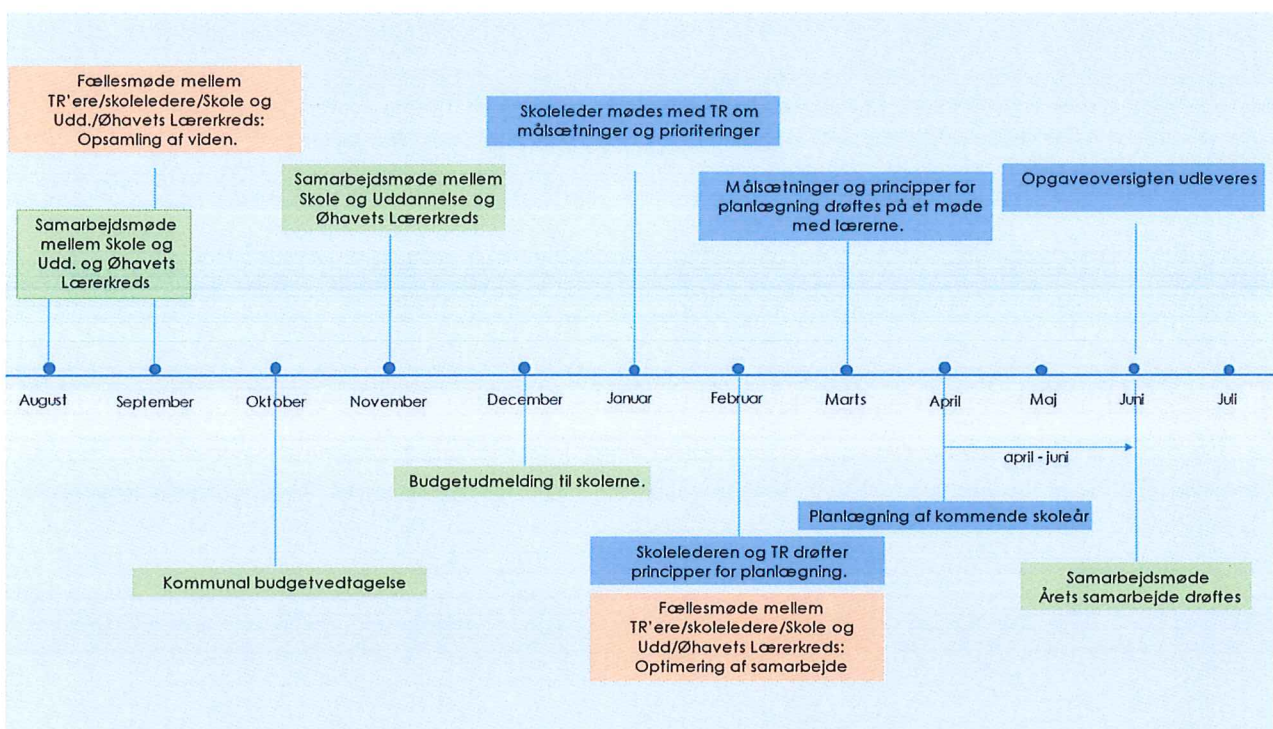 Fællesmøde mellem
TR'ere/skoleledere/Skole og
Udd./Øhavets Lærerkreds:
Opsamling af viden.
Samarbejdsmøde
mellem Skole og
Udd. og Øhavets
Lærerkreds
Samarbejdsmøde mellem
Skole og Uddannelse og
Øhavets Lærerkreds
Skoleleder mødes med TR om
målsætninger og prioriteringer
Målsætninger og principper for
planlægning drøftes på et møde
med lærerne.
Opgaveoversigten udleveres
August
September
Oktober
November
December
Januar
Februar
Marts
April
Maj
Juni
Juli
april - juni
Budgetudmelding til skolerne.
Planlægning af kommende skoleår
Kommunal budgetvedtagelse
Skolelederen og TR drøfter
principper for planlægning.
Fællesmøde mellem
TR'ere/skoleledere/Skole og
Udd/Øhavets Lærerkreds:
Optimering af samarbejde
Samarbejdsmøde
Årets samarbejde drøftes